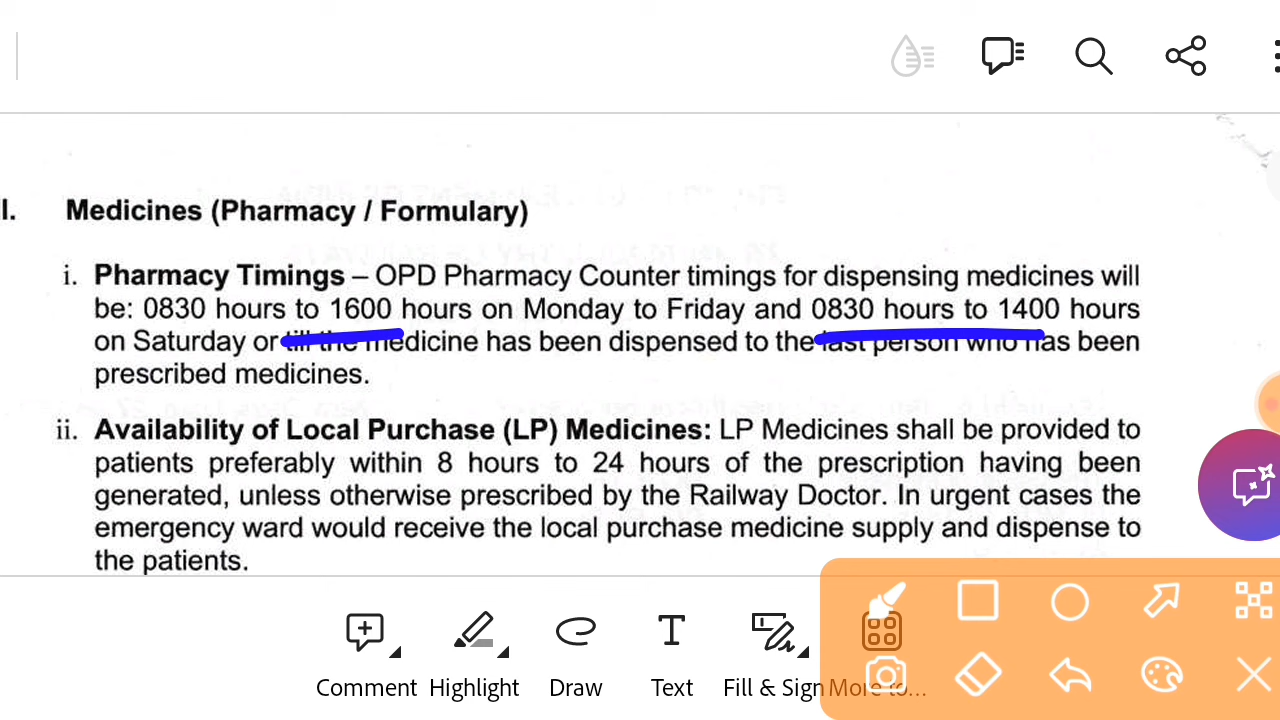 I. Medicines (Pharmacy / Formulary)
i. Pharmacy Timings – OPD Pharmacy Counter timings for dispensing medicines will
be: 0830 hours to 1600 hours on Monday to Friday and 0830 hours to 1400 hours
on Saturday or till the medicine has been dispensed to the last person who has been
prescribed medicines.
ii. Availability of Local Purchase (LP) Medicines: LP Medicines shall be provided to
patients preferably within 8 hours to 24 hours of the prescription having been
generated, unless otherwise prescribed by the Railway Doctor. In urgent cases the
emergency ward would receive the local purchase medicine supply and dispense to
the patients.
Comment Highlight Draw Text Fill & Sign More to...